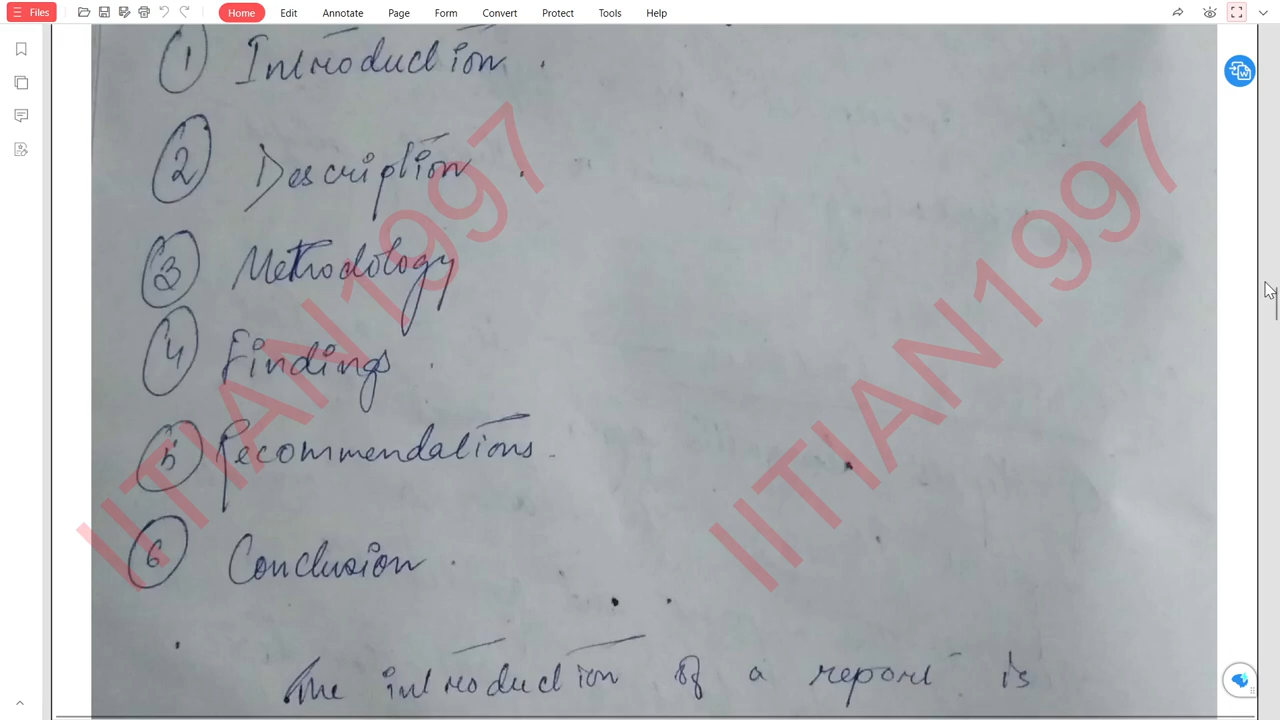 Files
Home Edit Annotate Page Form Convert Protect Tools Help
1 Introduction.
2 Description.
3 Methodology
4 Findings.
5 Recommendations.
6 Conclusion.
The introduction of a report is
IITIAN1997 IITIAN1997